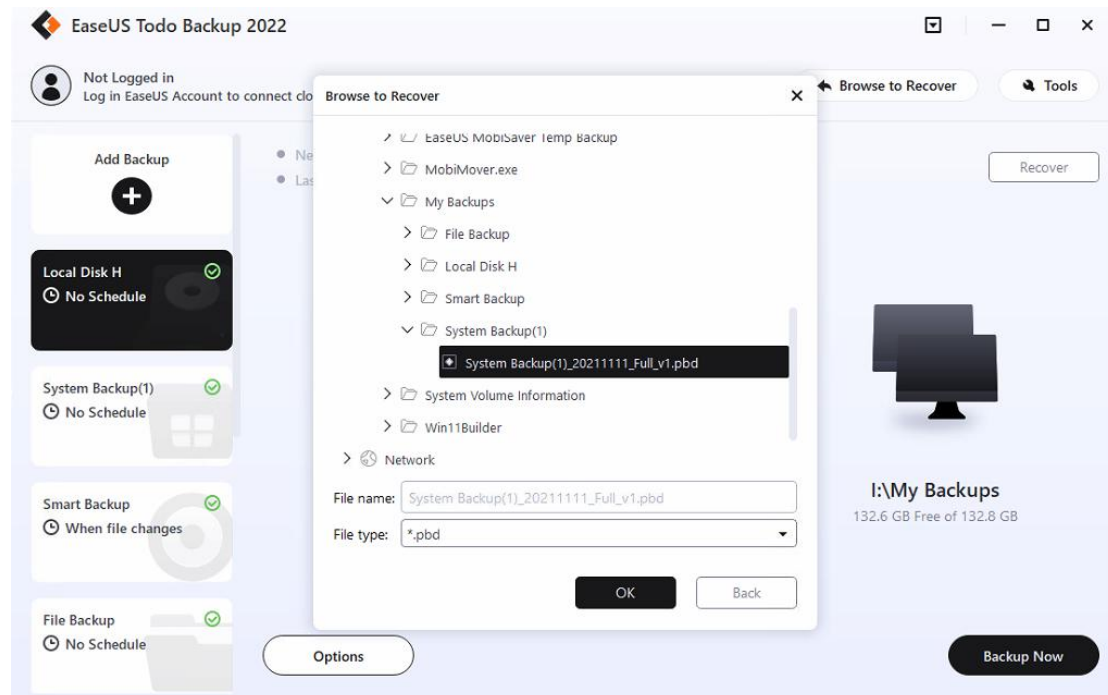 EaseUS Todo Backup 2022
Not Logged in
Log in EaseUS Account to connect clo
Browse to Recover
Tools
Add Backup
Ne
Las
Recover
Local Disk H
No Schedule
System Backup(1)
No Schedule
Smart Backup
When file changes
File Backup
No Schedule
Browse to Recover
EaseUS MobiSaver Temp Backup
MobiMover.exe
My Backups
File Backup
Local Disk H
Smart Backup
System Backup(1)
System Backup(1)_20211111_Full_v1.pbd
System Volume Information
Win11Builder
Network
File name: System Backup(1)_20211111_Full_v1.pbd
File type: *.pbd
OK Back
I:\My Backups
132.6 GB Free of 132.8 GB
Options
Backup Now